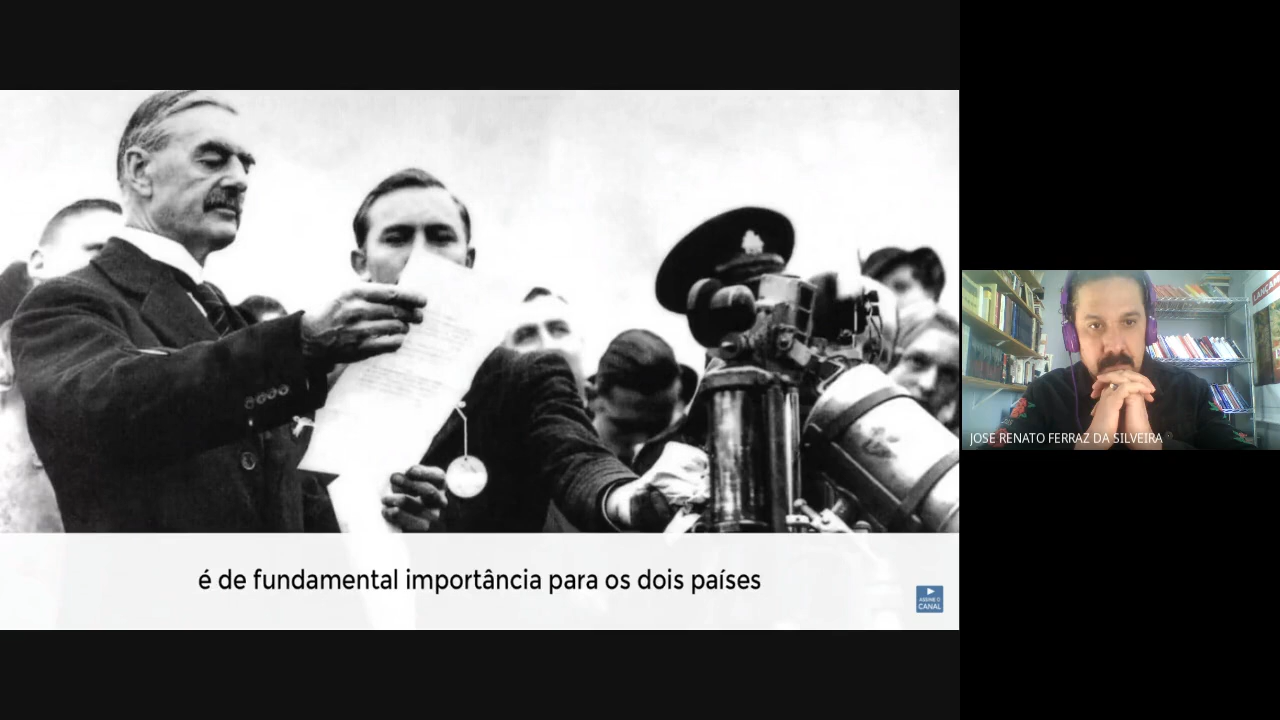 é de fundamental importância para os dois países
ASSINE O
CANAL
JOSE RENATO FERRAZ DA SILVEIRA